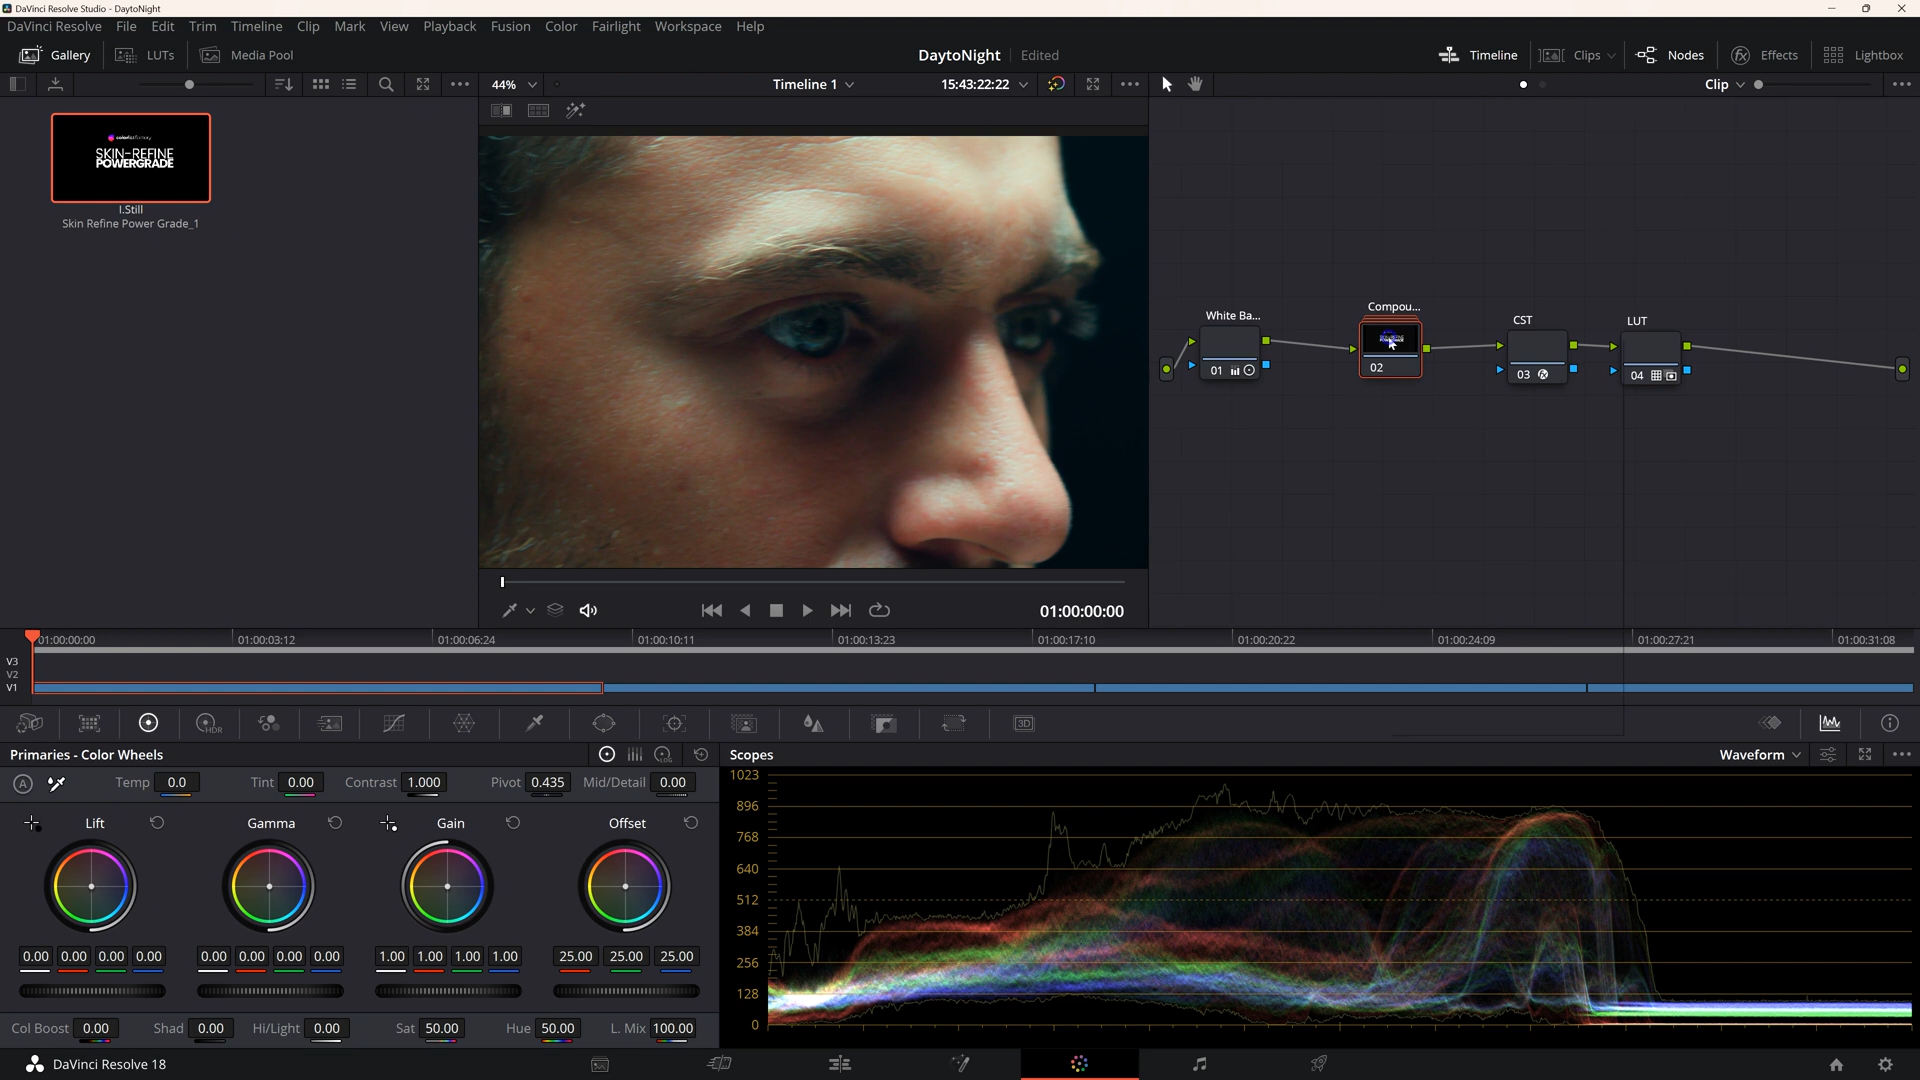 DaVinci Resolve Studio - DaytoNight
DaVinci Resolve File Edit Trim Timeline Clip Mark View Playback Fusion Color Fairlight Workspace Help
Gallery LUTs Media Pool DaytoNight Edited Timeline Clips Nodes Effects Lightbox
44% Timeline 1 15:43:22:22 Clip
colorist factory
SKIN-REFINE
POWERGRADE
1.Still
Skin Refine Power Grade_1
White Ba...
01
Compou...
02
CST
03
LUT
04
01:00:00:00
01:00:00:00 01:00:03:12 01:00:06:24 01:00:10:11 01:00:13:23 01:00:17:10 01:00:20:22 01:00:24:09 01:00:27:21 01:00:31:08
V3
V2
V1
HDR
3D
Primaries - Color Wheels LOG
A Temp 0.0 Tint 0.00 Contrast 1.000 Pivot 0.435 Mid/Detail 0.00
Lift Gamma Gain Offset
0.00 0.00 0.00 0.00 0.00 0.00 0.00 0.00 1.00 1.00 1.00 1.00 25.00 25.00 25.00
Col Boost 0.00 Shad 0.00 Hi/Light 0.00 Sat 50.00 Hue 50.00 L. Mix 100.00
Scopes Waveform
1023
896
768
640
512
384
256
128
0
DaVinci Resolve 18